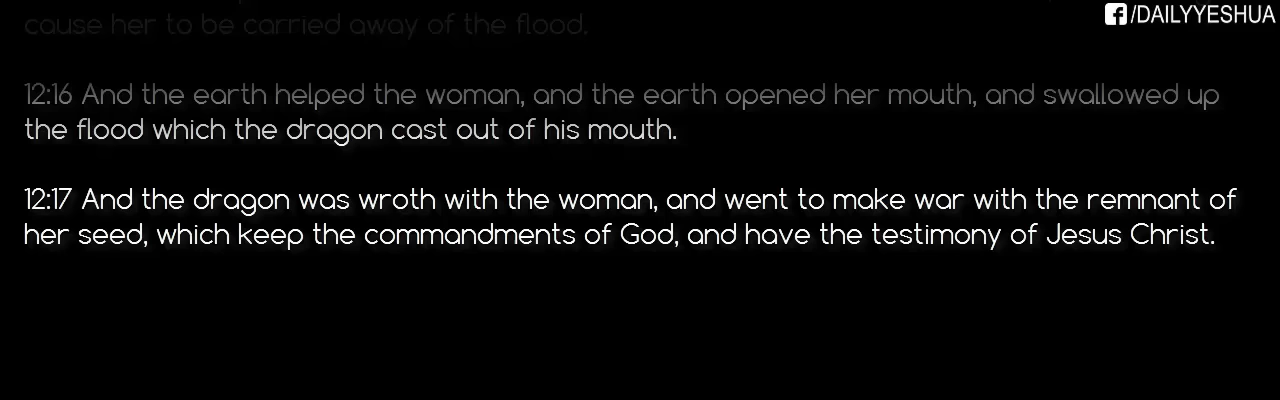 /DAILYYESHUA
cause her to be carried away of the flood.
12:16 And the earth helped the woman, and the earth opened her mouth, and swallowed up
the flood which the dragon cast out of his mouth.
12:17 And the dragon was wroth with the woman, and went to make war with the remnant of
her seed, which keep the commandments of God, and have the testimony of Jesus Christ.